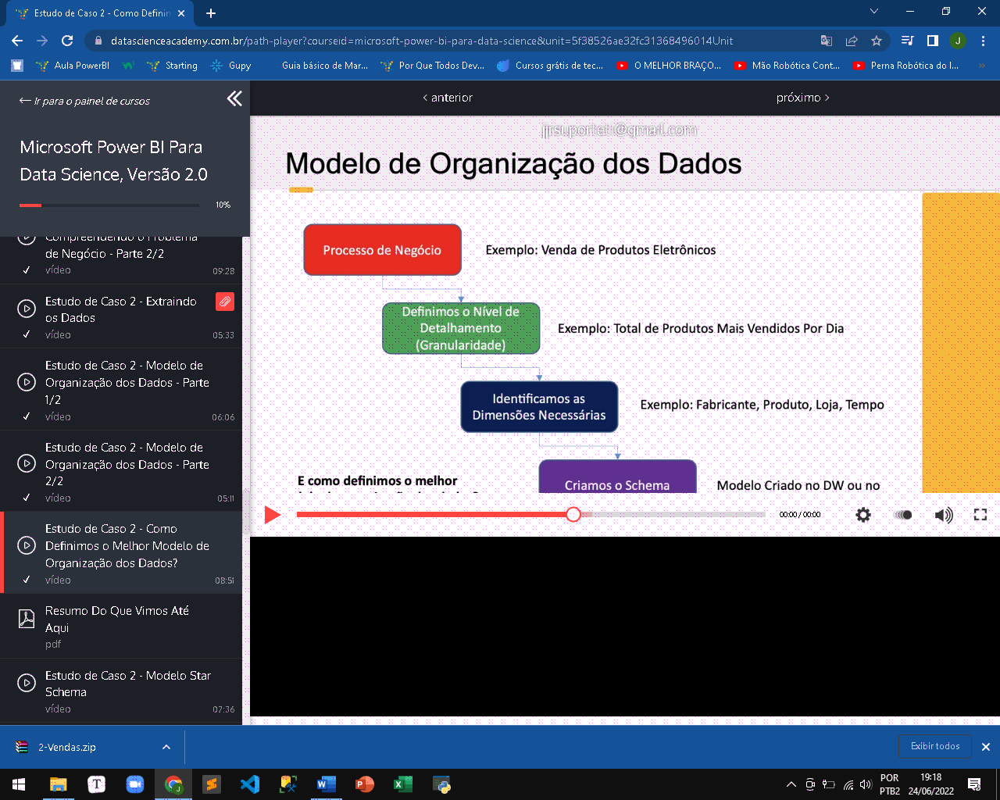 Estudo de Caso 2 - Como Definin
datascienceacademy.com.br/path-player?courseid=microsoft-power-bi-para-data-science&unit=5f38526ae32fc31368496014Unit
J
Aula PowerBI
Starting
Gupy
Guia básico de Mar...
Por Que Todos Dev...
Cursos grátis de tec...
O MELHOR BRAÇO...
Mão Robótica Cont...
Perna Robótica do I...
»
← Ir para o painel de cursos
Microsoft Power BI Para
Data Science, Versão 2.0
10%
Compreendendo o Problema
de Negócio - Parte 2/2
vídeo
09:28
Estudo de Caso 2 - Extraindo
os Dados
vídeo
05:33
Estudo de Caso 2 - Modelo de
Organização dos Dados - Parte
1/2
vídeo
06:06
Estudo de Caso 2 - Modelo de
Organização dos Dados - Parte
2/2
vídeo
05:11
Estudo de Caso 2 - Como
Definimos o Melhor Modelo de
Organização dos Dados?
vídeo
08:51
Resumo Do Que Vimos Até
Aqui
pdf
Estudo de Caso 2 - Modelo Star
Schema
vídeo
07:36
‹ anterior
próximo ›
jjrsuporteti@gmail.com
Modelo de Organização dos Dados
Processo de Negócio
Exemplo: Venda de Produtos Eletrônicos
Definimos o Nível de
Detalhamento
(Granularidade)
Exemplo: Total de Produtos Mais Vendidos Por Dia
Identificamos as
Dimensões Necessárias
Exemplo: Fabricante, Produto, Loja, Tempo
E como definimos o melhor
Criamos o Schema
Modelo Criado no DW ou no
00:00 / 00:00
2-Vendas.zip
Exibir todos
POR
PTB2
19:18
24/06/2022